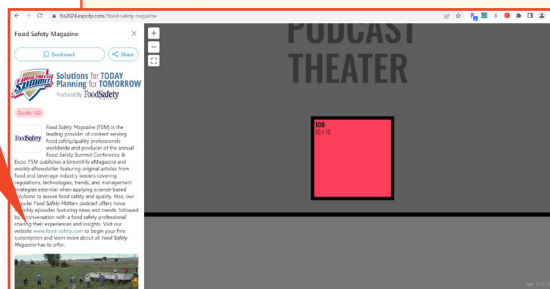 fss2024.expofp.com/?food-safety-magazine
Food Safety Magazine
Bookmark
Share
FOOD SAFETY
SUMMIT
Solutions for TODAY
Planning for TOMORROW
Produced By FoodSafety
Booth 108
FoodSafety
Food Safety Magazine (FSM) is the
leading provider of content serving
food safety/quality professionals
worldwide and producer of the annual
Food Safety Summit Conference &
Expo. FSM publishes a bimonthly eMagazine and
weekly eNewsletter featuring original articles from
food and beverage industry leaders covering
regulations, technologies, trends, and management
strategies essential when applying science-based
solutions to assure food safety and quality. Also, our
popular Food Safety Matters podcast offers twice
monthly episodes featuring news and trends, followed
by conversation with a food safety professional
sharing their experiences and insights. Visit our
website www.food-safety.com to begin your free
subscription and learn more about all Food Safety
Magazine has to offer.
PODCAST
THEATER
108
10 x 10